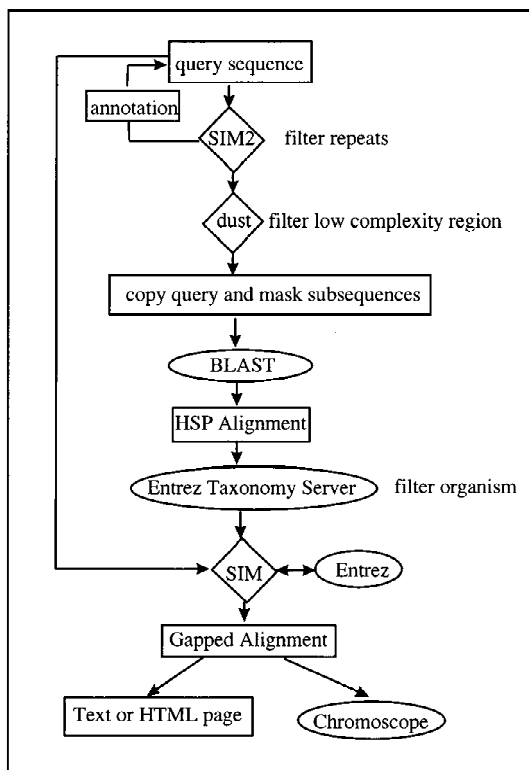 query sequence
annotation
SIM2
filter repeats
dust
filter low complexity region
copy query and mask subsequences
BLAST
HSP Alignment
Entrez Taxonomy Server
filter organism
SIM
Entrez
Gapped Alignment
Text or HTML page
Chromoscope